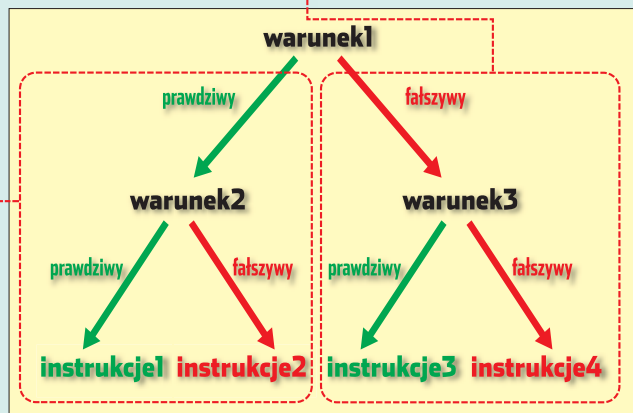 warunek1
prawdziwy fałszywy
warunek2 warunek3
prawdziwy fałszywy prawdziwy fałszywy
instrukcje1 instrukcje2 instrukcje3 instrukcje4